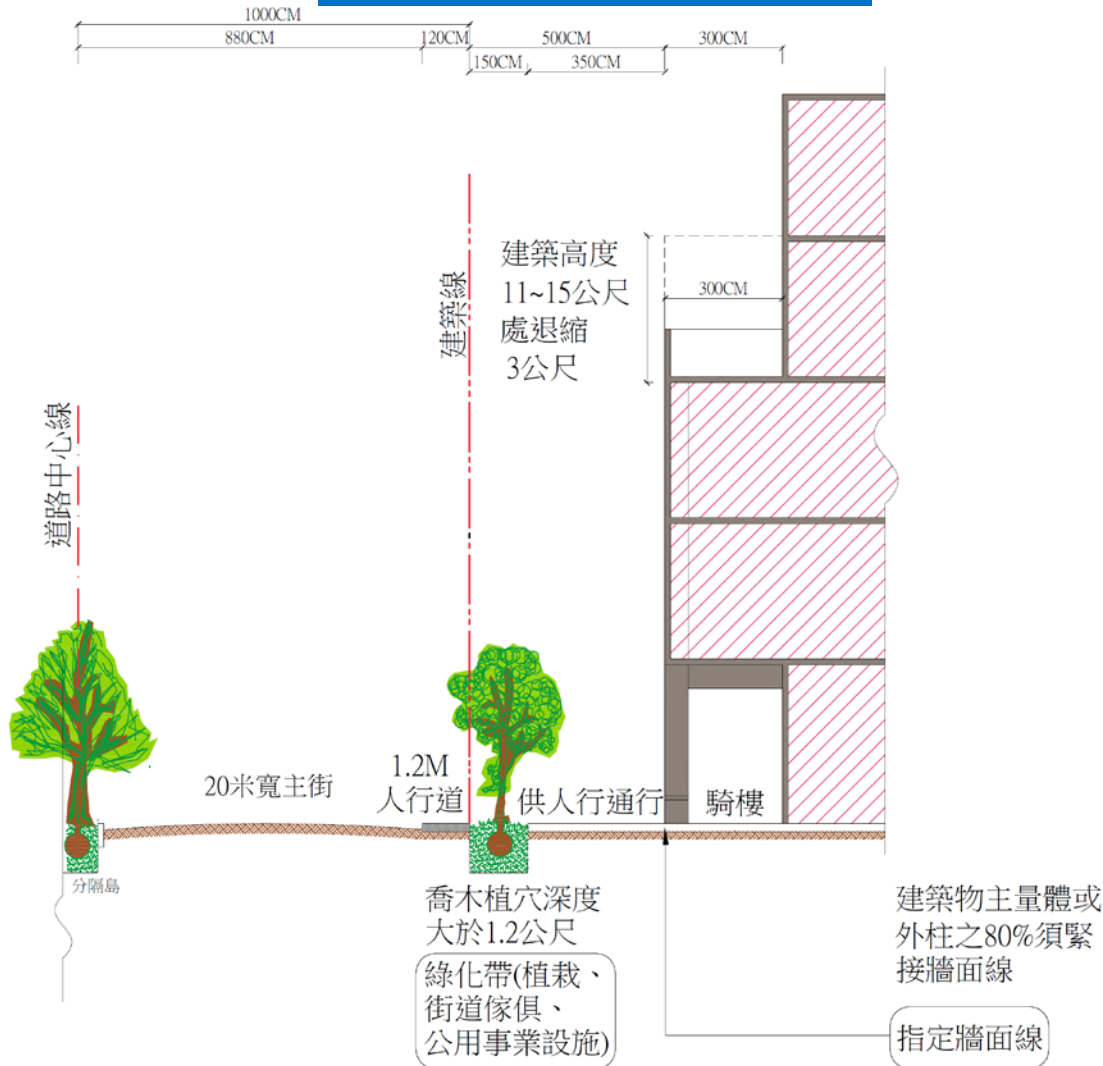 1000CM
880CM
120CM
500CM
300CM
150CM
350CM
建築高度
11~15公尺
處退縮
3公尺
300CM
建築線
道路中心線
20米寬主街
1.2M
人行道
供人行通行
騎樓
分隔島
喬木植穴深度
大於1.2公尺
綠化帶(植栽、
街道傢俱、
公用事業設施)
建築物主量體或
外柱之80%須緊
接牆面線
指定牆面線